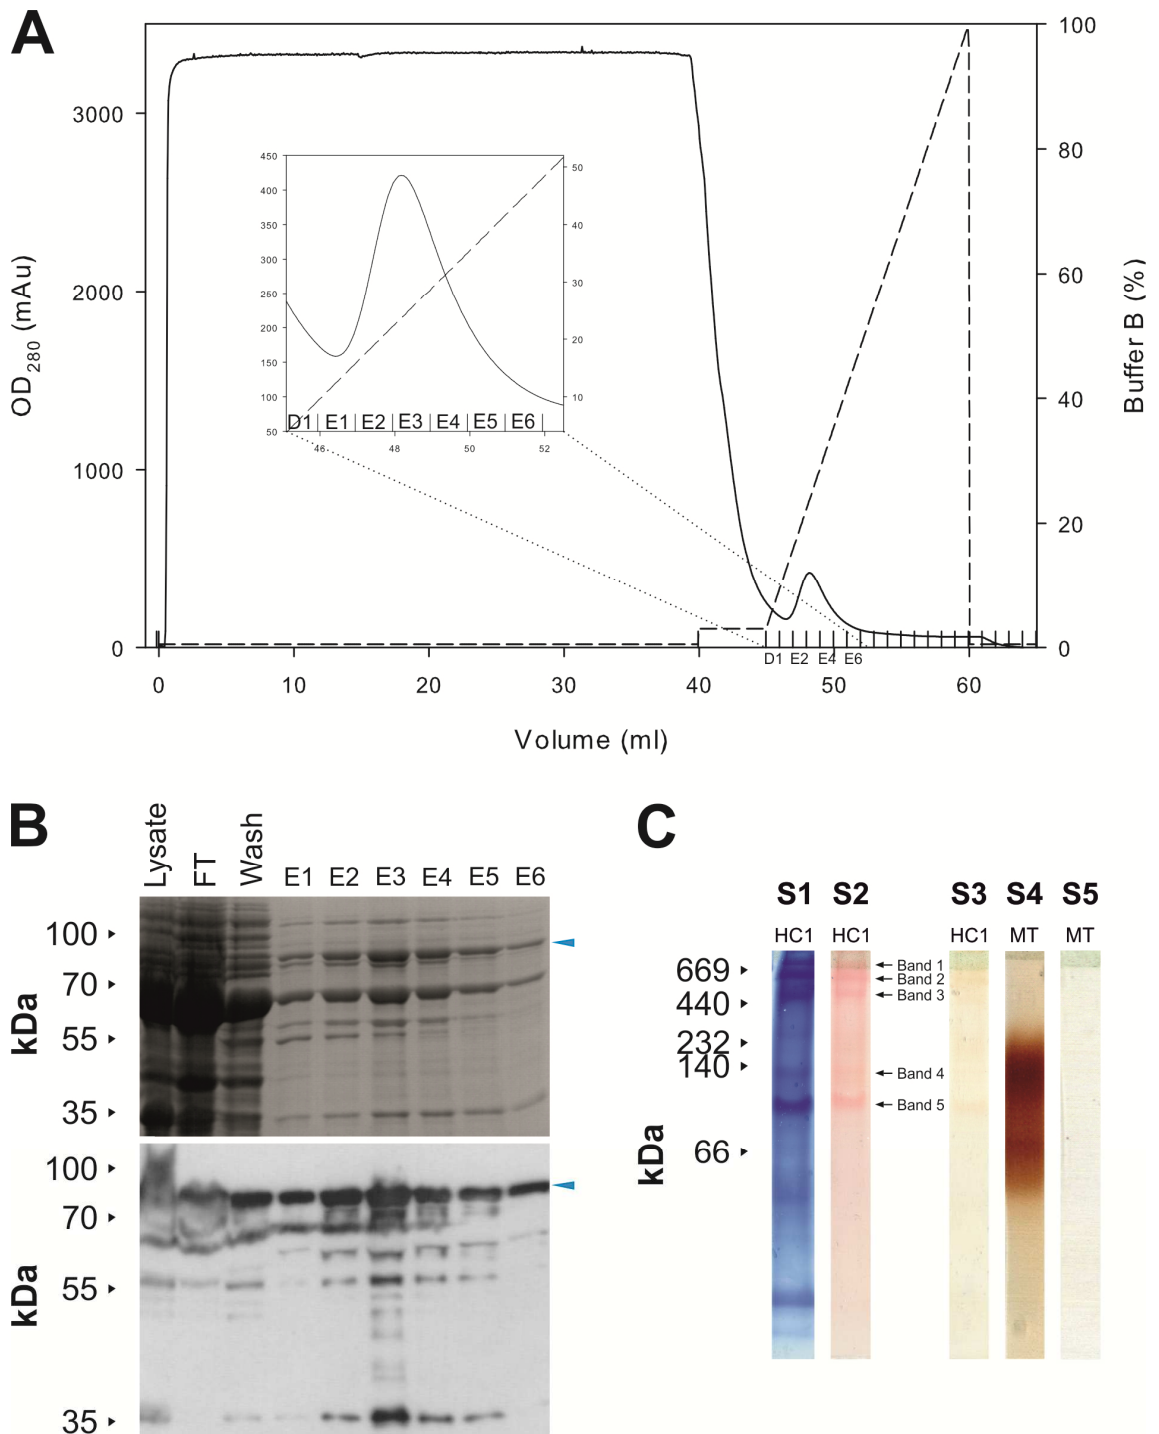 A
3000
2000
1000
0
OD280 (mAu)
100
80
60
40
20
0
Buffer B (%)
450
400
350
300
250
200
150
100
50
50
40
30
20
10
D1 E1 E2 E3 E4 E5 E6
46 48 50 52
D1 E2 E4 E6
0 10 20 30 40 50 60
Volume (ml)
B
Lysate FT Wash E1 E2 E3 E4 E5 E6
100
70
55
35
kDa
100
70
55
35
kDa
C
S1 S2 S3 S4 S5
HC1 HC1 HC1 MT MT
669
440
232
140
66
kDa
Band 1
Band 2
Band 3
Band 4
Band 5